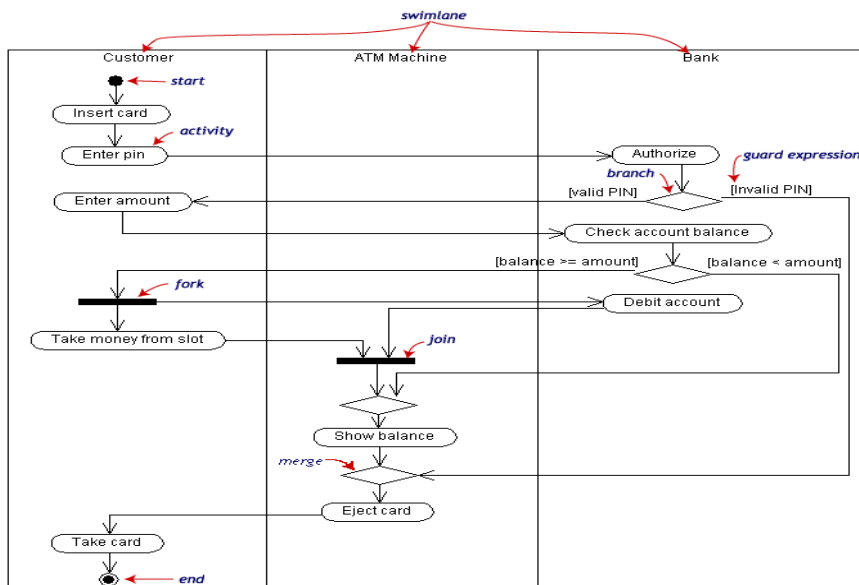 swimlane
Customer
ATM Machine
Bank
start
Insert card
activity
Enter pin
Authorize
guard expression
branch
[valid PIN]
[Invalid PIN]
Enter amount
Check account balance
[balance >= amount]
[balance < amount]
fork
Debit account
Take money from slot
join
Show balance
merge
Eject card
Take card
end